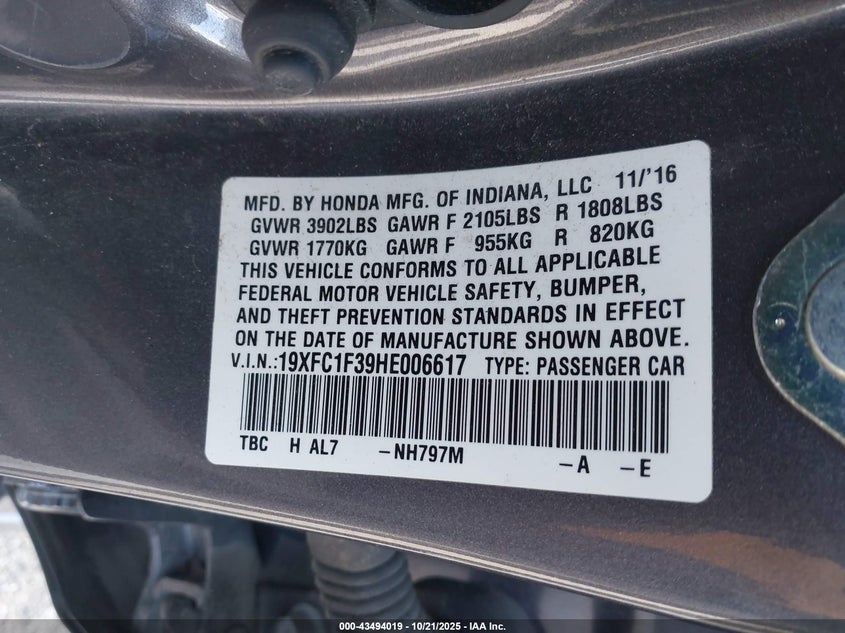 MFD. BY HONDA MFG. OF INDIANA, LLC 11/'16
GVWR 3902LBS GAWR F 2105LBS R 1808LBS
GVWR 1770KG GAWR F 955KG R 820KG
THIS VEHICLE CONFORMS TO ALL APPLICABLE
FEDERAL MOTOR VEHICLE SAFETY, BUMPER,
AND THEFT PREVENTION STANDARDS IN EFFECT
ON THE DATE OF MANUFACTURE SHOWN ABOVE.
V.I.N.:19XFC1F39HE006617 TYPE: PASSENGER CAR
TBC H AL7 -NH797M -A -E
000-43494019 - 10/21/2025 - IAA Inc.